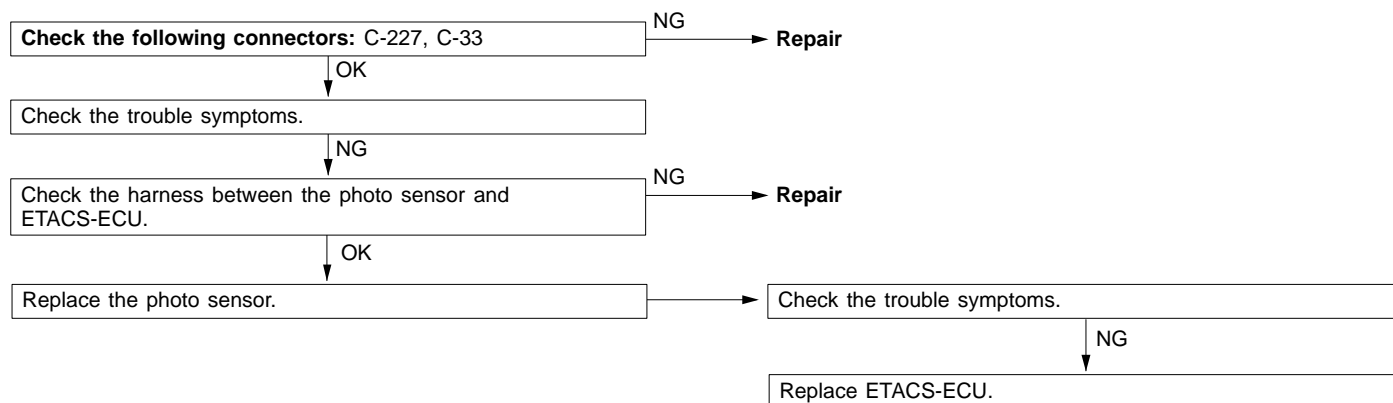 Check the following connectors: C-227, C-33
NG
Repair
OK
Check the trouble symptoms.
NG
Check the harness between the photo sensor and
ETACS-ECU.
NG
Repair
OK
Replace the photo sensor.
Check the trouble symptoms.
NG
Replace ETACS-ECU.